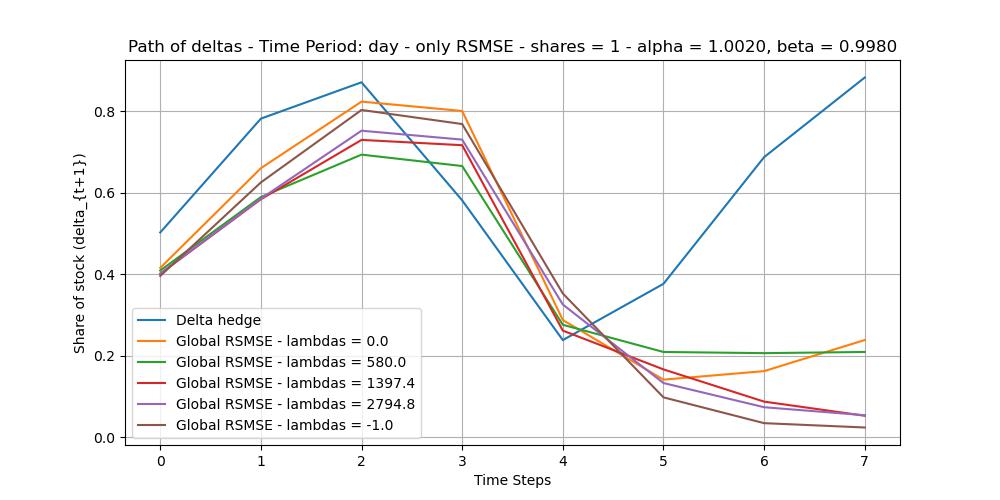 Path of deltas - Time Period: day - only RSMSE - shares = 1 - alpha = 1.0020, beta = 0.9980
Share of stock (delta_{t+1})
0.8
0.6
0.4
0.2
0.0
Delta hedge
Global RSMSE - lambdas = 0.0
Global RSMSE - lambdas = 580.0
Global RSMSE - lambdas = 1397.4
Global RSMSE - lambdas = 2794.8
Global RSMSE - lambdas = -1.0
0 1 2 3 4 5 6 7
Time Steps